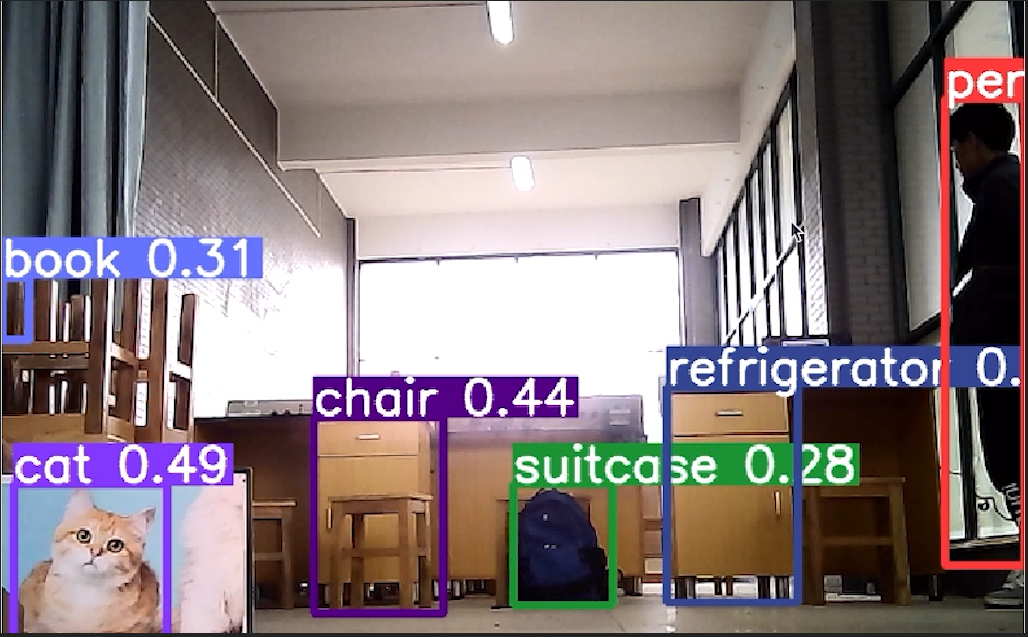 per
book 0.31
refrigerator 0.
chair 0.44
cat 0.49
suitcase 0.28